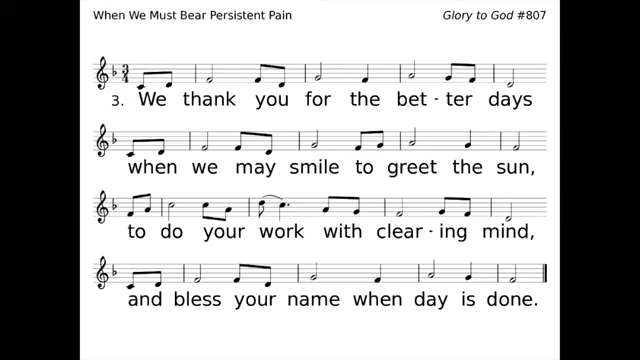 When We Must Bear Persistent Pain Glory to God #807
3. We thank you for the bet - ter days
when we may smile to greet the sun,
to do your work with clear - ing mind,
and bless your name when day is done.